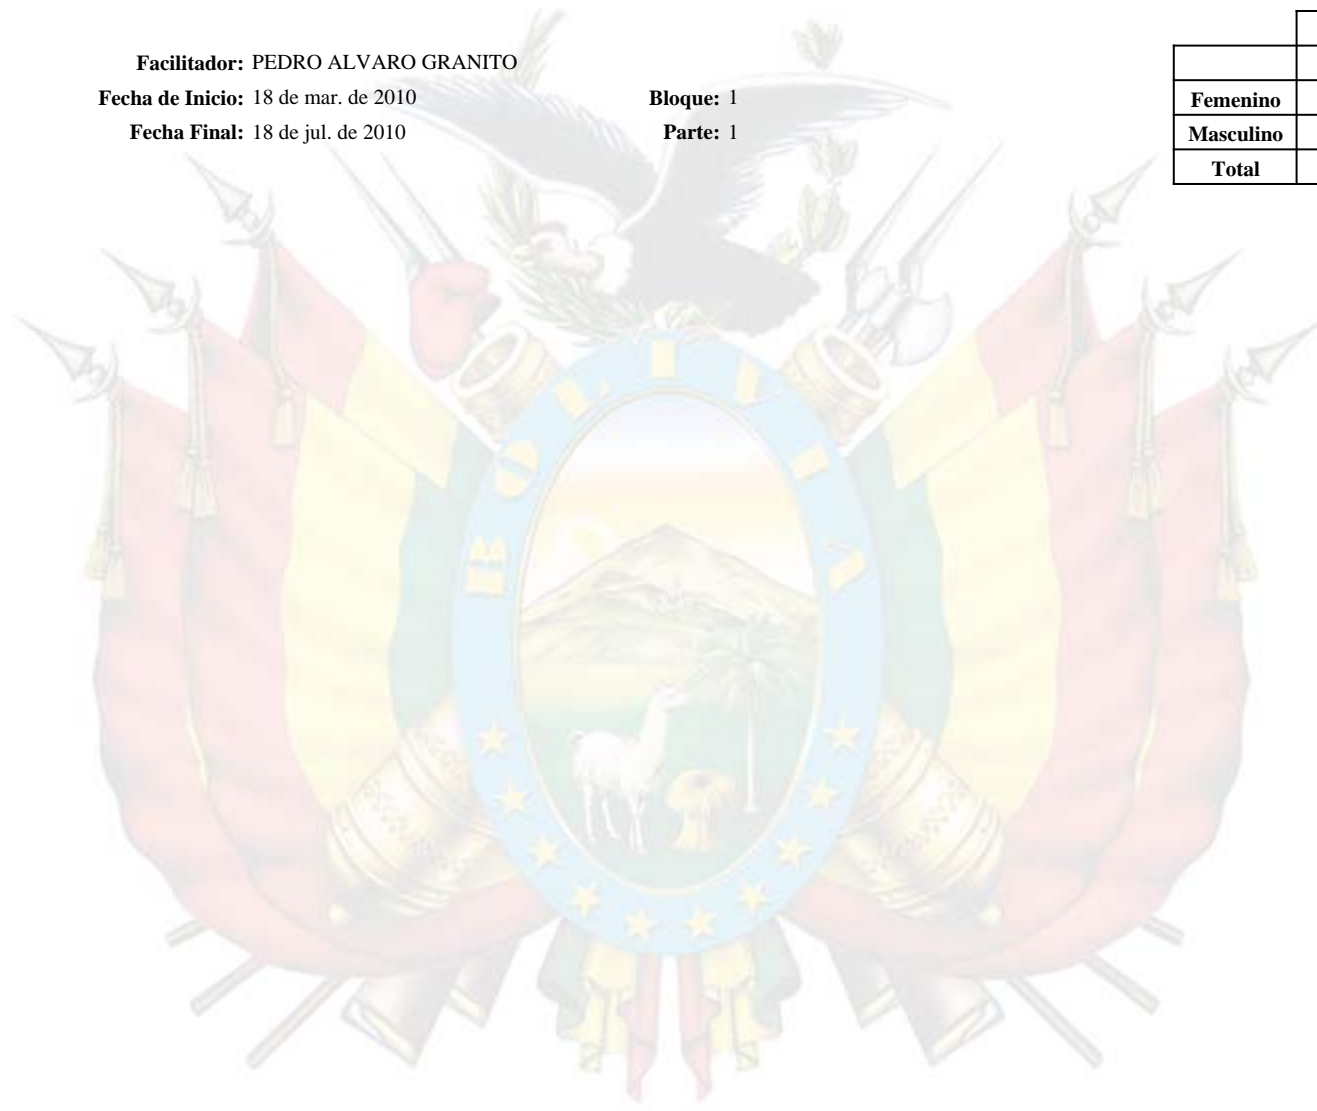 Facilitador: PEDRO ALVARO GRANITO
Fecha de Inicio: 18 de mar. de 2010 Bloque: 1
Fecha Final: 18 de jul. de 2010 Parte: 1
Femenino
Masculino
Total
BOLIVIA